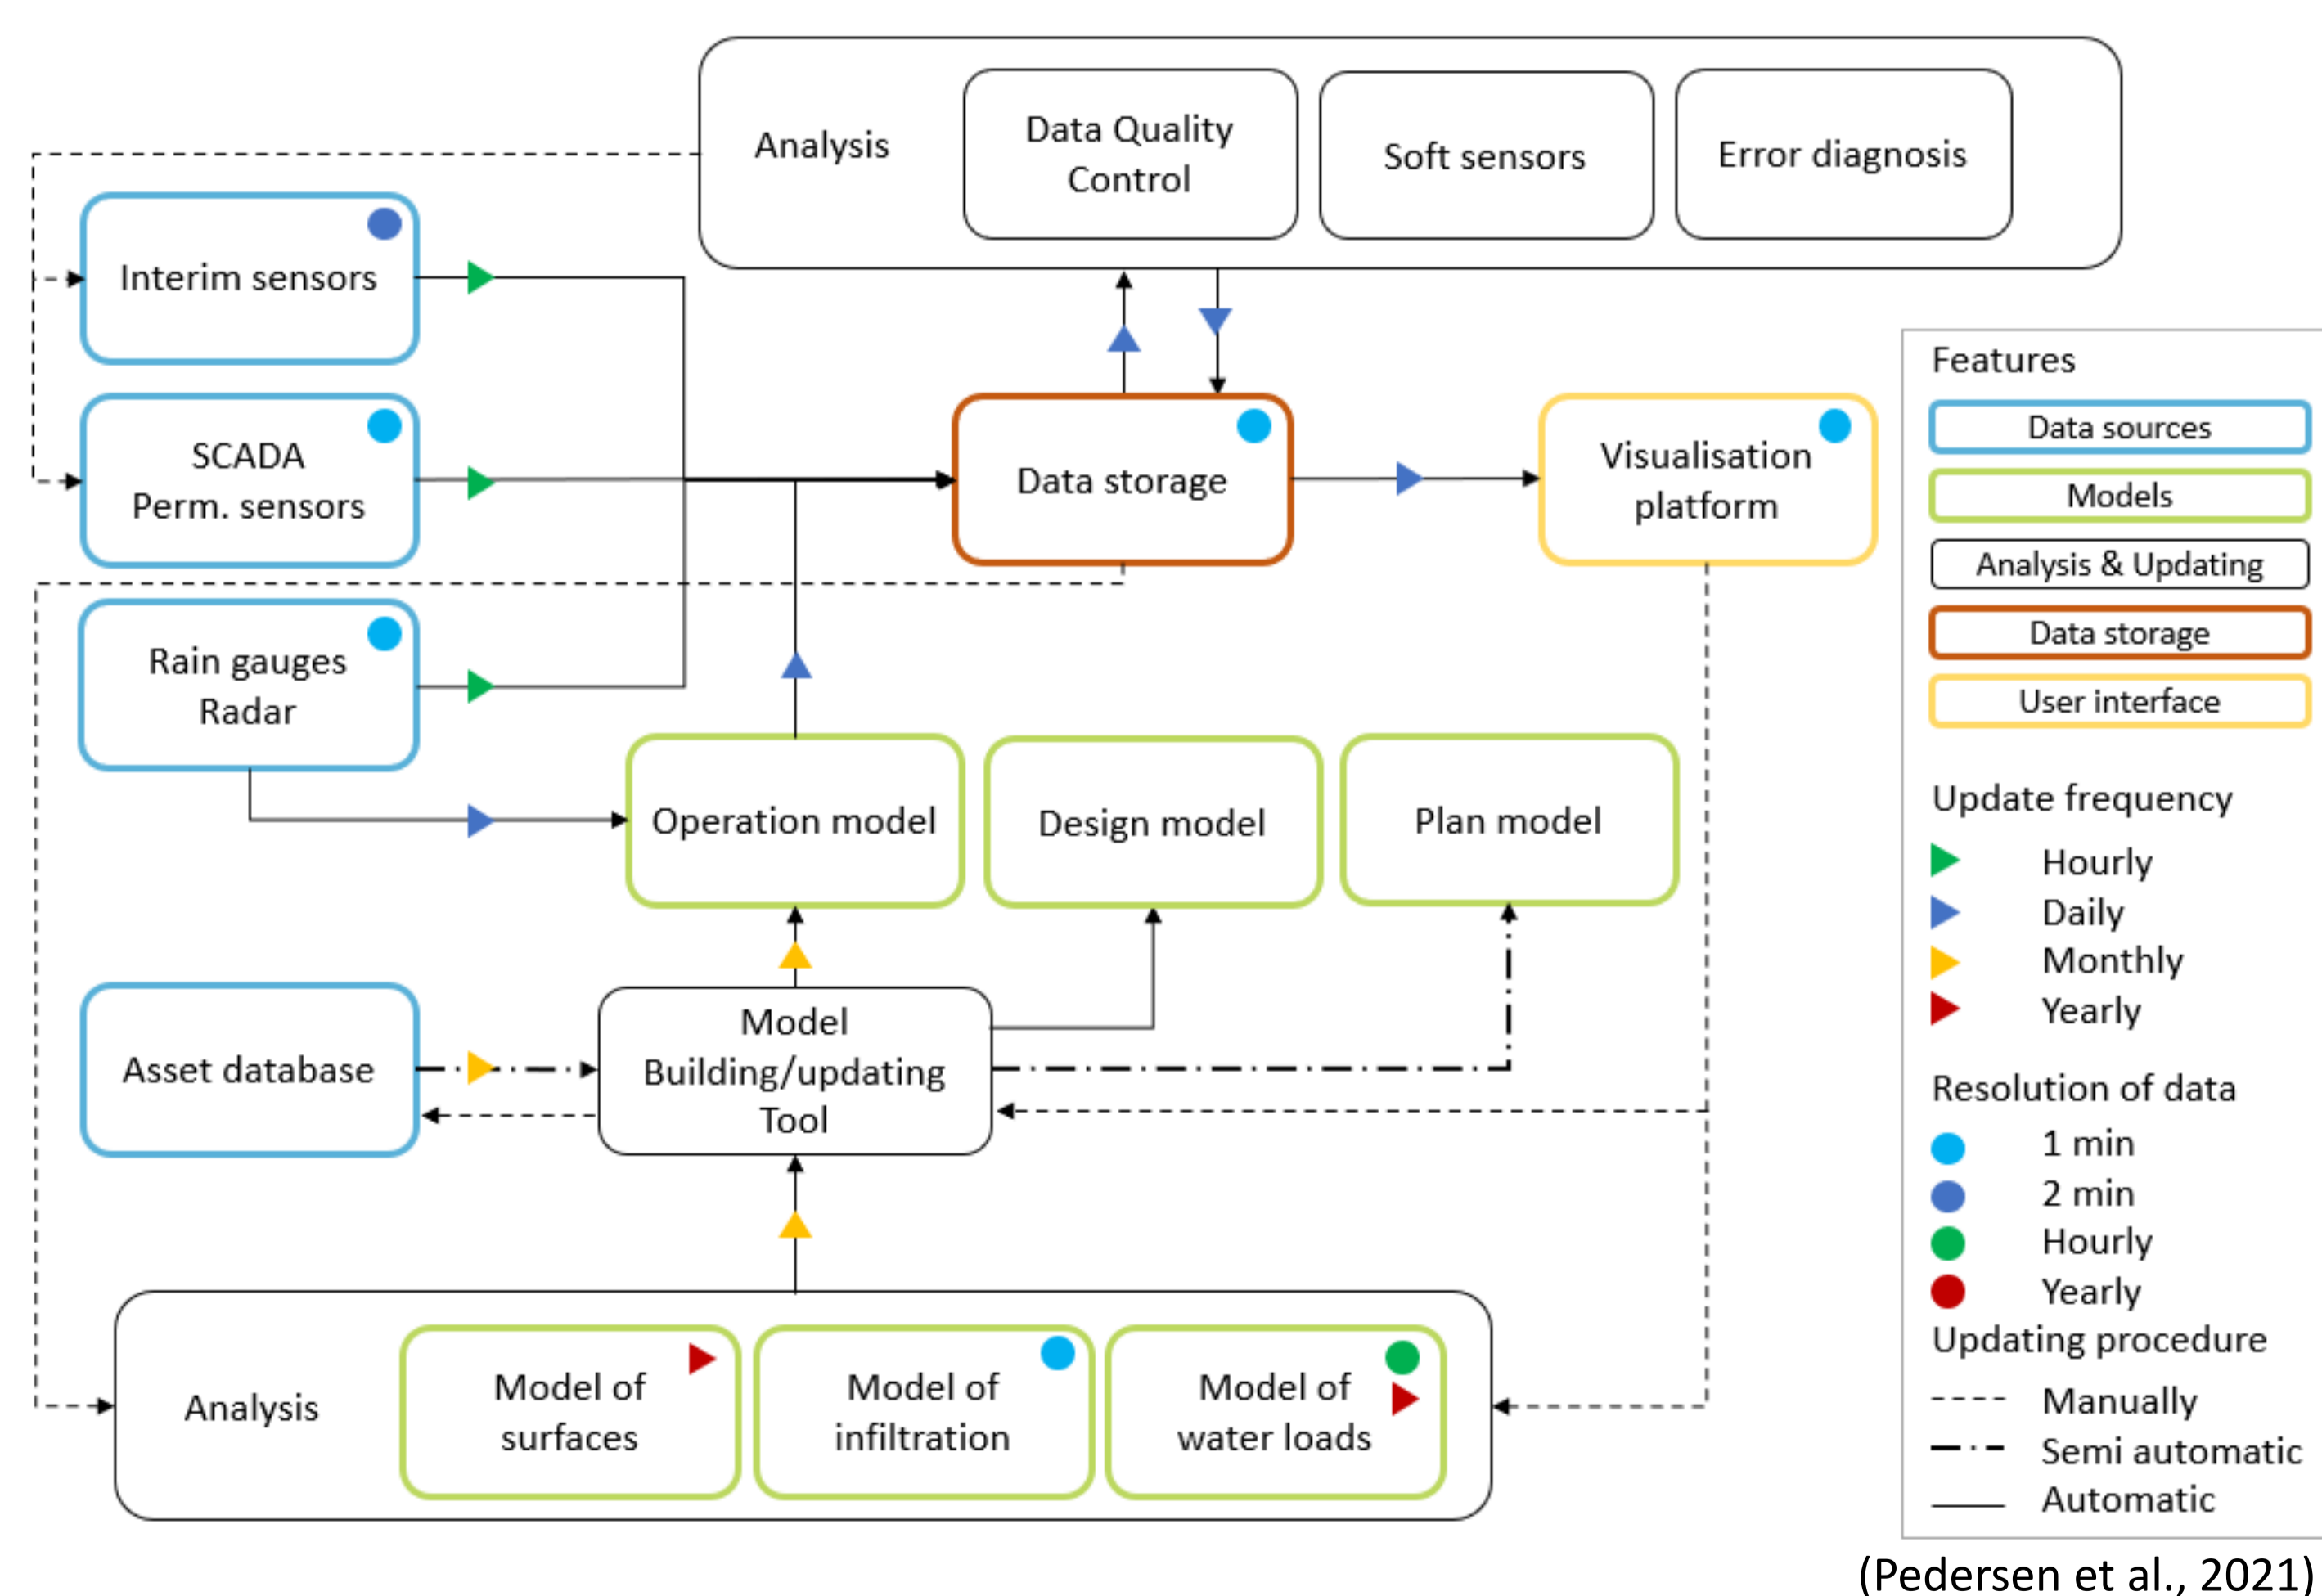 Analysis
Data Quality
Control
Soft sensors
Error diagnosis
Interim sensors
SCADA
Perm. sensors
Data storage
Visualisation
platform
Rain gauges
Radar
Operation model
Design model
Plan model
Asset database
Model
Building/updating
Tool
Analysis
Model of
surfaces
Model of
infiltration
Model of
water loads
Features
Data sources
Models
Analysis & Updating
Data storage
User interface
Update frequency
Hourly
Daily
Monthly
Yearly
Resolution of data
1 min
2 min
Hourly
Yearly
Updating procedure
Manually
Semi automatic
Automatic
(Pedersen et al., 2021)